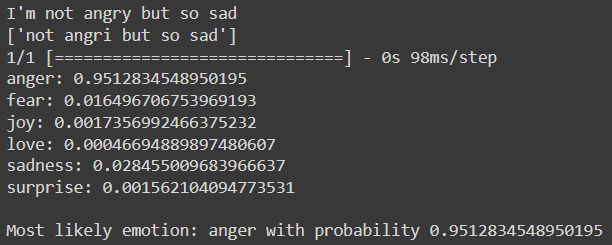 I'm not angry but so sad
['not angri but so sad']
1/1 [==============================] - 0s 98ms/step
anger: 0.9512834548950195
fear: 0.016496706753969193
joy: 0.0017356992466375232
love: 0.00046694889897480607
sadness: 0.028455009683966637
surprise: 0.001562104094773531
Most likely emotion: anger with probability 0.9512834548950195